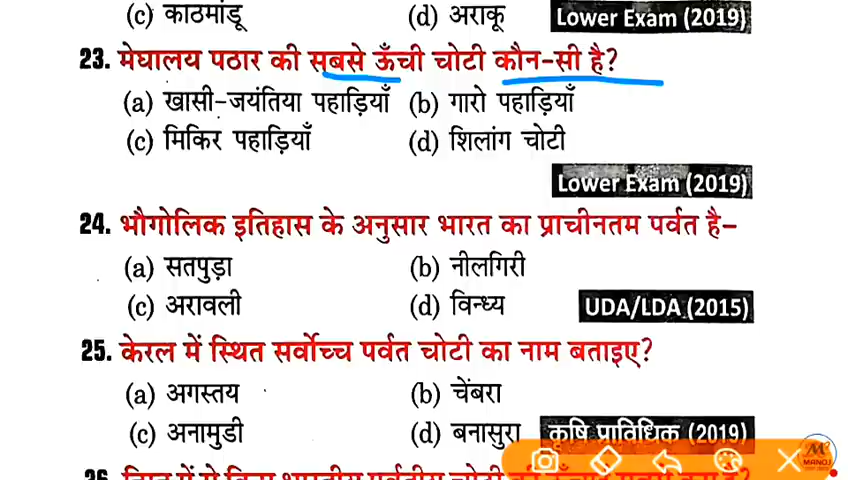 (c) काठमांडू (d) अराकू Lower Exam (2019)
23. मेघालय पठार की सबसे ऊँची चोटी कौन-सी है?
(a) खासी-जयंतिया पहाड़ियाँ (b) गारो पहाड़ियाँ
(c) मिकिर पहाड़ियाँ (d) शिलांग चोटी
Lower Exam (2019)
24. भौगोलिक इतिहास के अनुसार भारत का प्राचीनतम पर्वत है–
(a) सतपुड़ा (b) नीलगिरी
(c) अरावली (d) विन्ध्य UDA/LDA (2015)
25. केरल में स्थित सर्वोच्च पर्वत चोटी का नाम बताइए?
(a) अगस्तय (b) चेंबरा
(c) अनामुडी (d) बनासुरा कृषि प्राविधिक (2019)
MANOJ